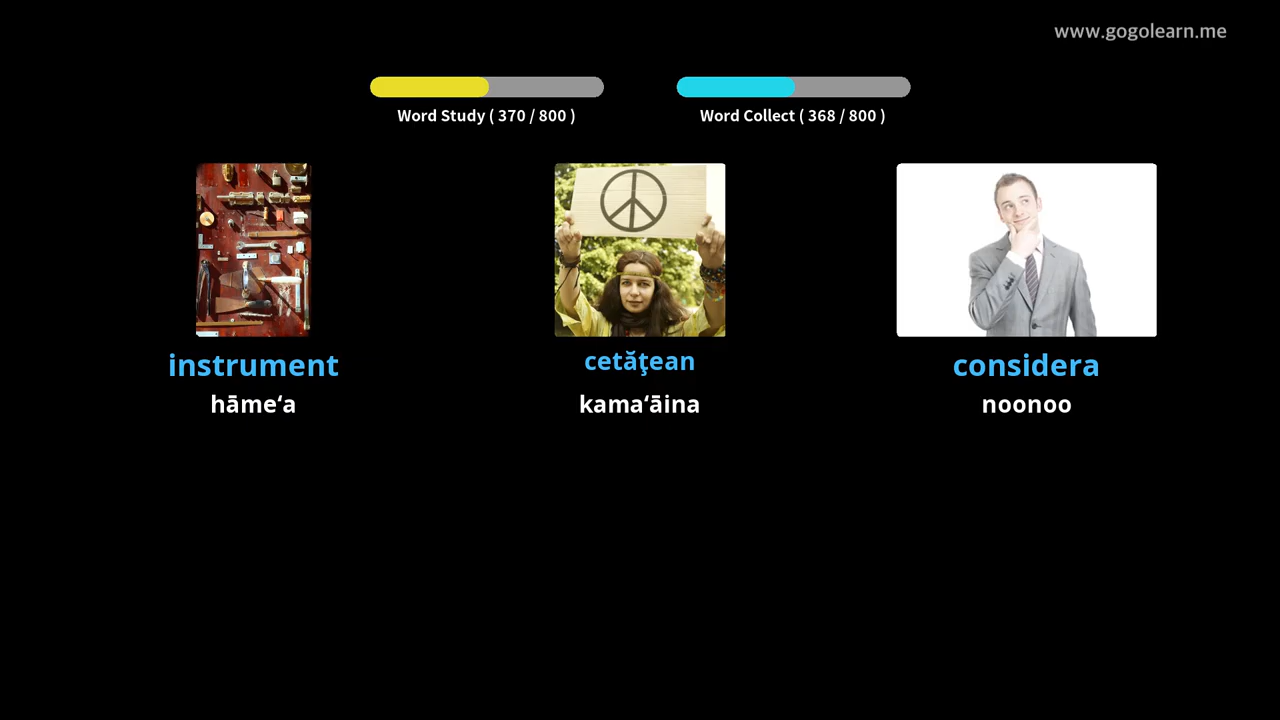 www.gogolearn.me
Word Study ( 370 / 800 )
Word Collect ( 368 / 800 )
instrument
hāmeʻa
cetăţean
kamaʻāina
considera
noonoo